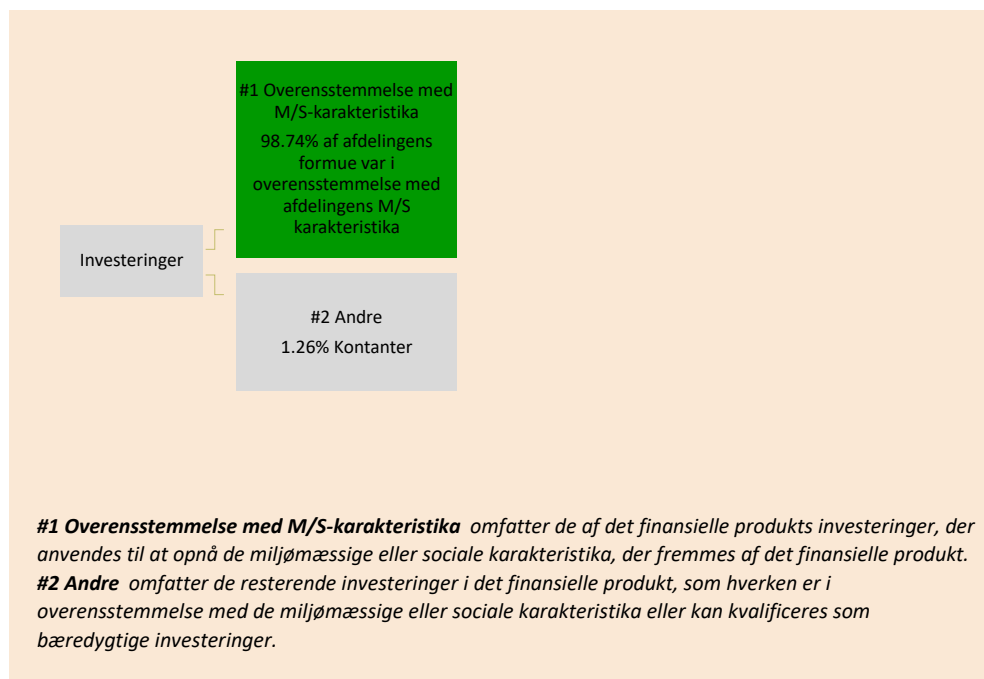 #1 Overensstemmelse med
M/S-karakteristika
98.74% af afdelingens
formue var i
overensstemmelse med
afdelingens M/S
karakteristika
Investeringer
#2 Andre
1.26% Kontanter
#1 Overensstemmelse med M/S-karakteristika omfatter de af det finansielle produkts investeringer, der
anvendes til at opnå de miljømæssige eller sociale karakteristika, der fremmes af det finansielle produkt.
#2 Andre omfatter de resterende investeringer i det finansielle produkt, som hverken er i
overensstemmelse med de miljømæssige eller sociale karakteristika eller kan kvalificeres som
bæredygtige investeringer.